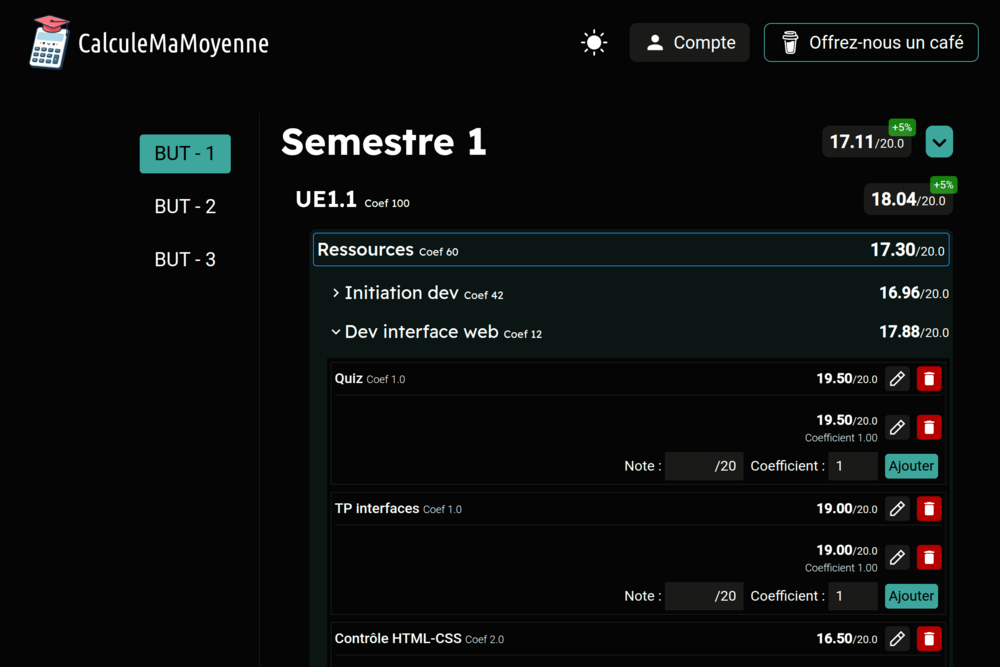 CalculeMaMoyenne
Compte
Offrez-nous un café
BUT - 1
BUT - 2
BUT - 3
Semestre 1
17.11/20.0
+5%
UE1.1 Coef 100
18.04/20.0
+5%
Ressources Coef 60
17.30/20.0
Initiation dev Coef 42
16.96/20.0
Dev interface web Coef 12
17.88/20.0
Quiz Coef 1.0
19.50/20.0
19.50/20.0
Coefficient 1.00
Note : /20 Coefficient : 1 Ajouter
TP interfaces Coef 1.0
19.00/20.0
19.00/20.0
Coefficient 1.00
Note : /20 Coefficient : 1 Ajouter
Contrôle HTML-CSS Coef 2.0
16.50/20.0